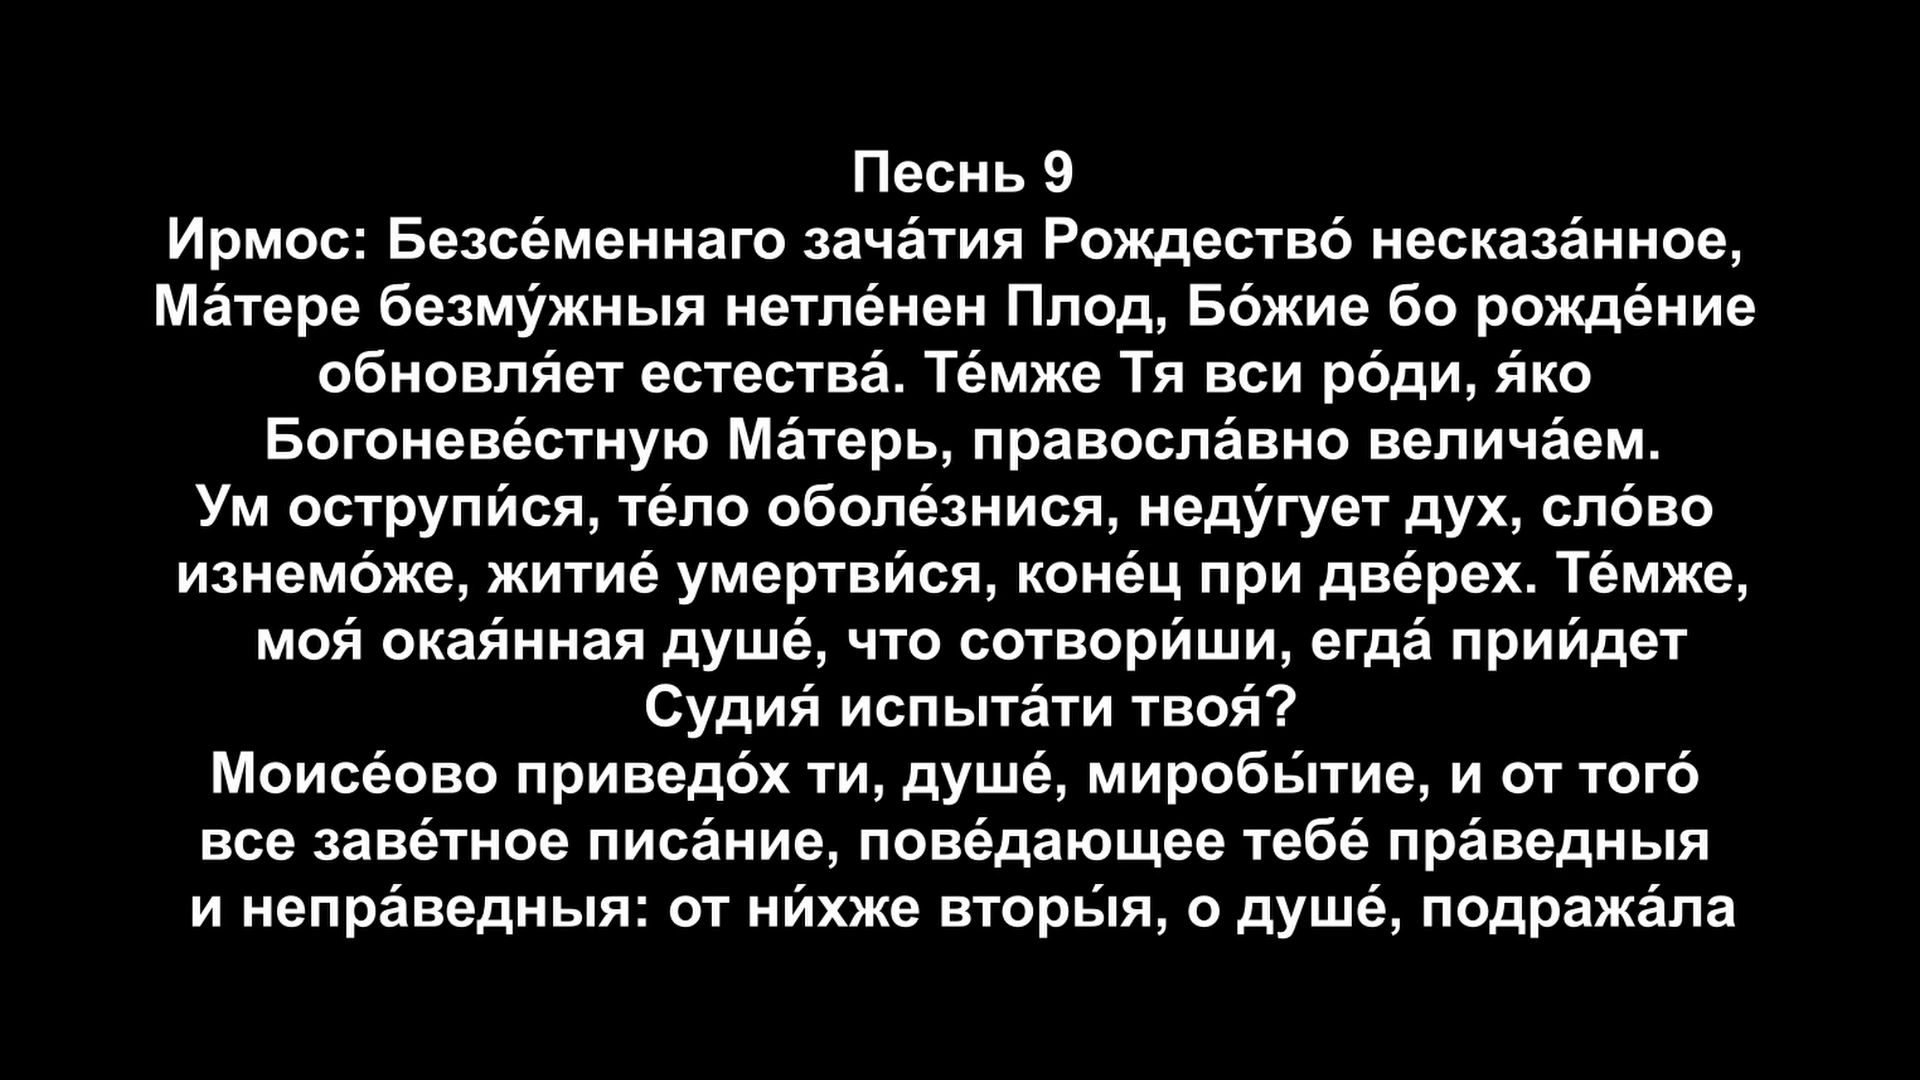 Песнь 9
Ирмос: Безсе́меннаго зача́тия Рождество́ несказа́нное,
Ма́тере безму́жныя нетле́нен Плод, Бо́жие бо рожде́ние
обновля́ет естества́. Те́мже Тя вси ро́ди, я́ко
Богоневе́стную Ма́терь, правосла́вно велича́ем.
Ум острупи́ся, те́ло оболе́знися, неду́гует дух, сло́во
изнемо́же, житие́ умертви́ся, коне́ц при две́рех. Те́мже,
моя́ окая́нная душе́, что сотвори́ши, егда́ прии́дет
Судия́ испыта́ти твоя́?
Моисе́ово приведо́х ти, душе́, миробы́тие, и от того́
все заве́тное писа́ние, пове́дающее тебе́ пра́ведныя
и непра́ведныя: от ни́хже вторы́я, о душе́, подража́ла